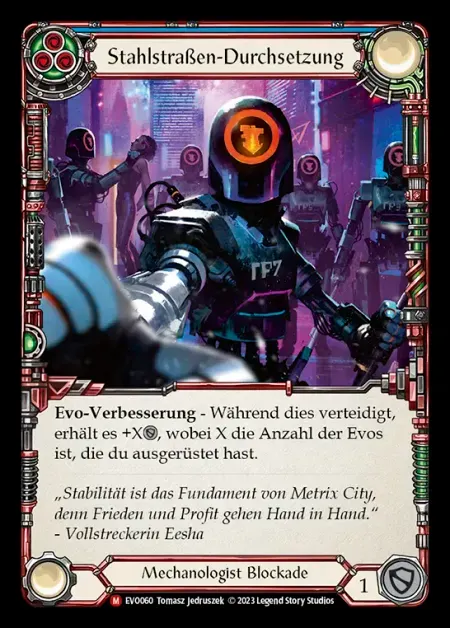 Stahlstraßen-Durchsetzung
TF7
Evo-Verbesserung - Während dies verteidigt,
erhält es +X, wobei X die Anzahl der Evos
ist, die du ausgerüstet hast.
„Stabilität ist das Fundament von Metrix City,
denn Frieden und Profit gehen Hand in Hand.“
- Vollstreckerin Eesha
Mechanologist Blockade
1
M EVO060 Tomasz Jedruszek © 2023 Legend Story Studios